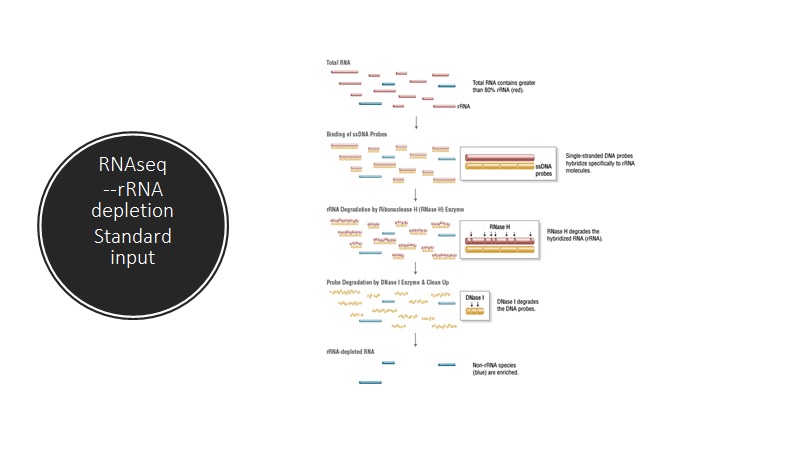 RNAseq
--rRNA
depletion
Standard
input
Total RNA
Total RNA contains greater
than 80% rRNA (red).
rRNA
Binding of ssDNA Probes
ssDNA
probes
Single-stranded DNA probes
hybridize specifically to rRNA
molecules.
rRNA Degradation by Ribonuclease H (RNase H) Enzyme
RNase H
RNase H degrades the
hybridized RNA (rRNA).
Probe Degradation by DNase I Enzyme & Clean Up
DNase I
DNase I degrades
the DNA probes.
rRNA-depleted RNA
Non-rRNA species
(blue) are enriched.